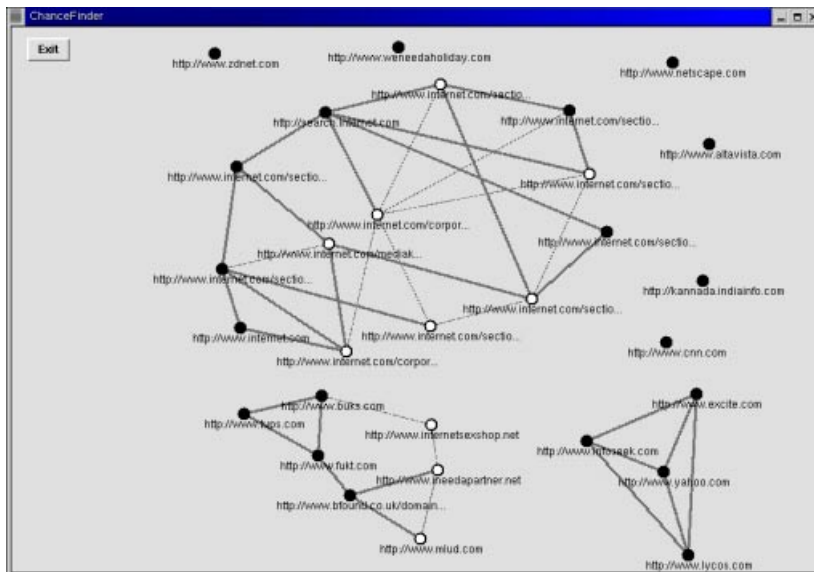 ChanceFinder
Exit
http://www.zdnet.com
http://www.weneedaholiday.com
http://www.netscape.com
http://www.internet.com/sectio...
http://search.internet.com
http://www.internet.com/sectio...
http://www.altavista.com
http://www.internet.com/sectio...
http://www.internet.com/sectio...
http://www.internet.com/corpor...
http://www.internet.com/sectio...
http://www.internet.com/mediak...
http://www.internet.com/sectio...
http://kannada.indiainfo.com
http://www.internet.com/sectio...
http://www.internet.com
http://www.internet.com/sectio...
http://www.cnn.com
http://www.internet.com/corpor...
http://www.buks.com
http://www.excite.com
http://www.internetsexshop.net
http://www.infoseek.com
http://www.fukt.com
http://www.ineedapartner.net
http://www.yahoo.com
http://www.bfound.co.uk/domain...
http://www.mlud.com
http://www.lycos.com